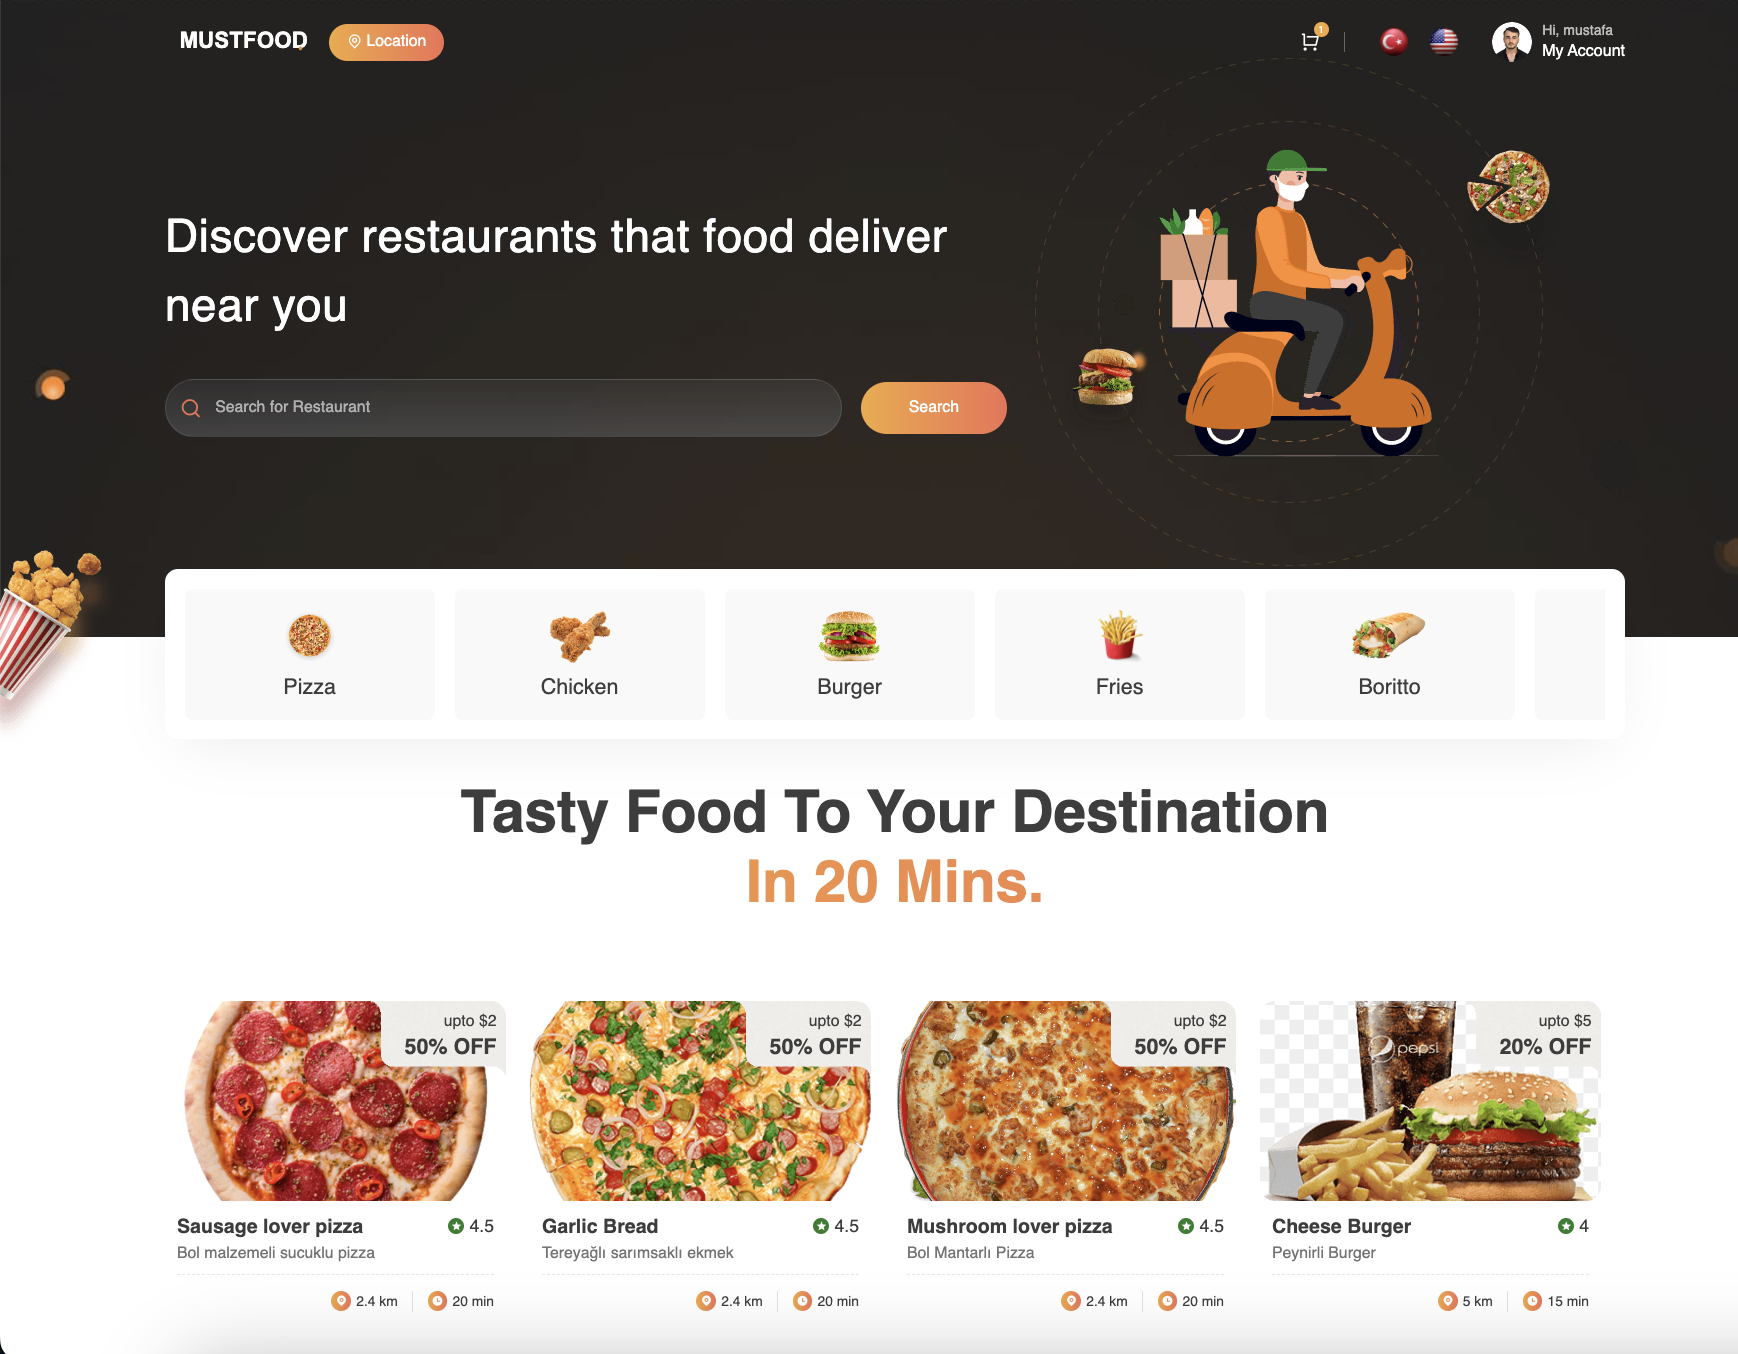 MUSTFOOD
Location
1
Hi, mustafa
My Account
Discover restaurants that food deliver
near you
Search for Restaurant
Search
Pizza
Chicken
Burger
Fries
Boritto
Tasty Food To Your Destination
In 20 Mins.
upto $2
50% OFF
Sausage lover pizza
4.5
Bol malzemeli sucuklu pizza
2.4 km
20 min
upto $2
50% OFF
Garlic Bread
4.5
Tereyağlı sarımsaklı ekmek
2.4 km
20 min
upto $2
50% OFF
Mushroom lover pizza
4.5
Bol Mantarlı Pizza
2.4 km
20 min
pepsi
upto $5
20% OFF
Cheese Burger
4
Peynirli Burger
5 km
15 min